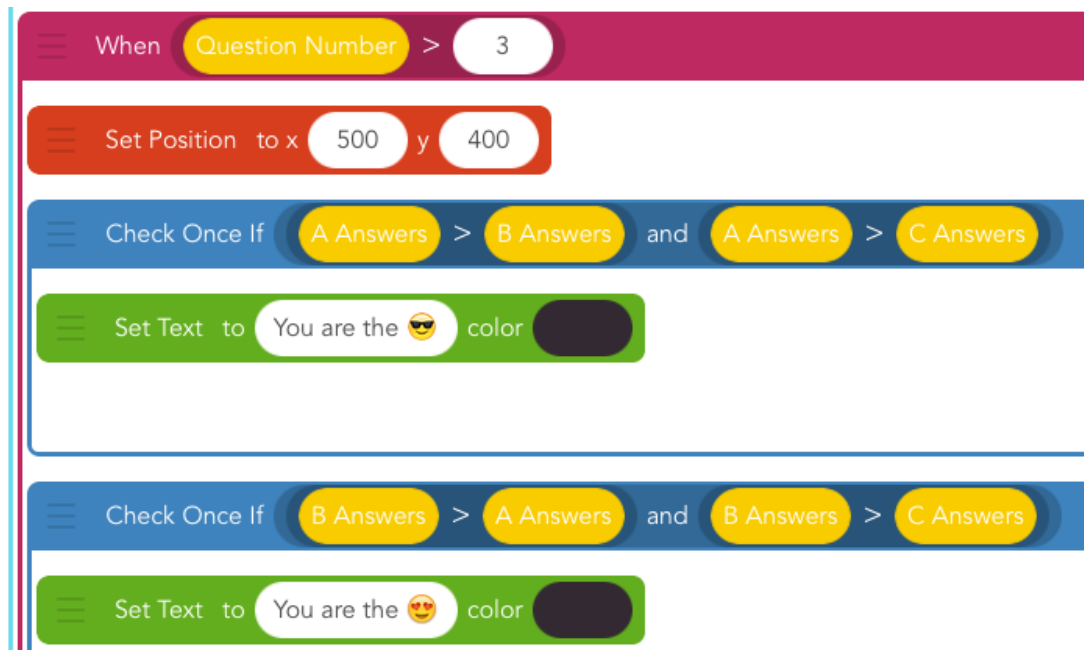 When Question Number > 3
Set Position to x 500 y 400
Check Once If A Answers > B Answers and A Answers > C Answers
Set Text to You are the 😎 color
Check Once If B Answers > A Answers and B Answers > C Answers
Set Text to You are the 😍 color